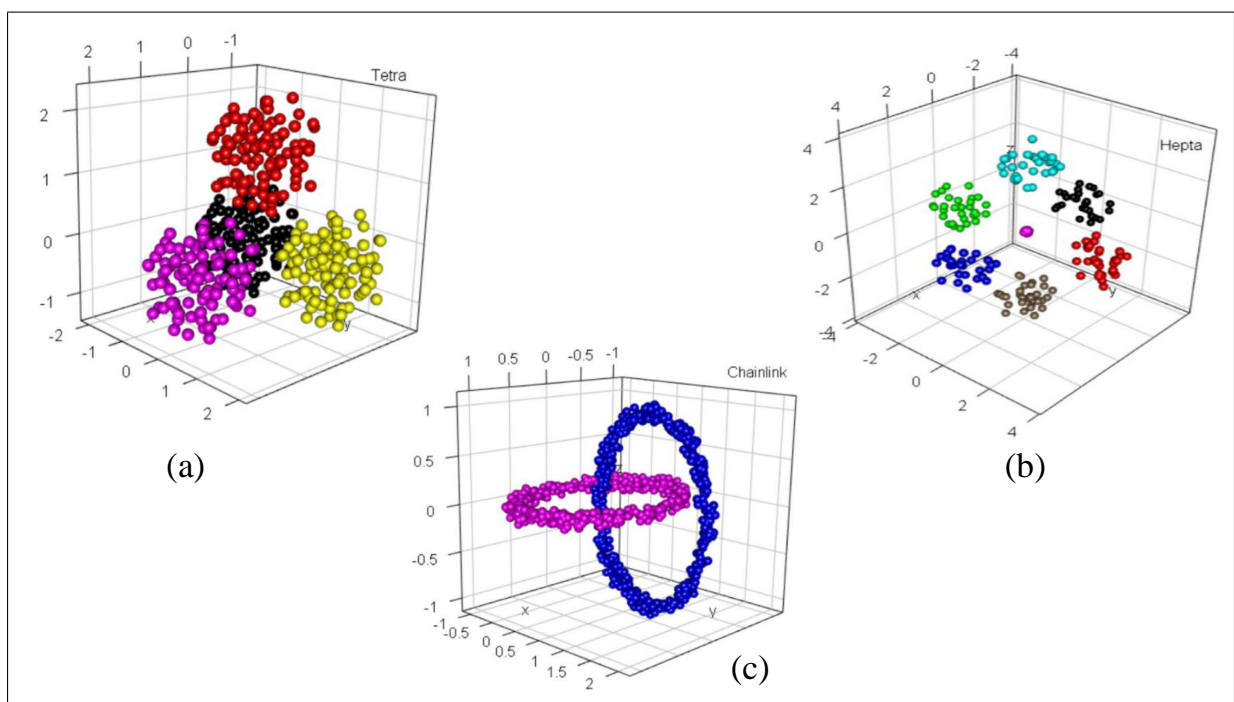 2 1 0 -1
Tetra
2
1
0
-1
-2 -1 0 1 2
x
y
(a)
4 2 0 -2 -4
Hepta
4
2
0
-2
-4
-4 -2 0 2 4
x
y
z
(b)
1 0.5 0 -0.5 -1
Chainlink
1
0.5
0
-0.5
-1
-1 -0.5 0 0.5 1 1.5 2
x
y
z
(c)